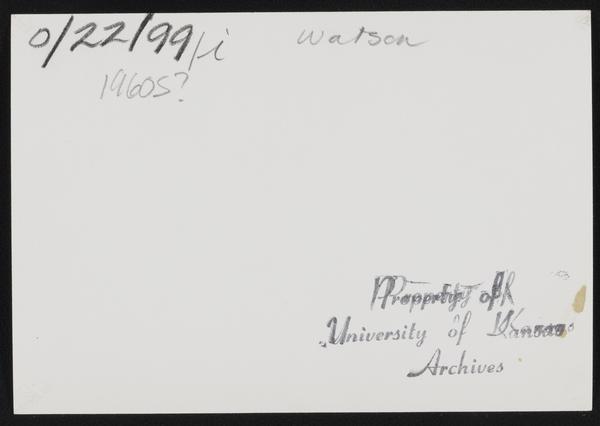 0/22/99/i Watson
1960s?
Property of
University of Kansas
Archives